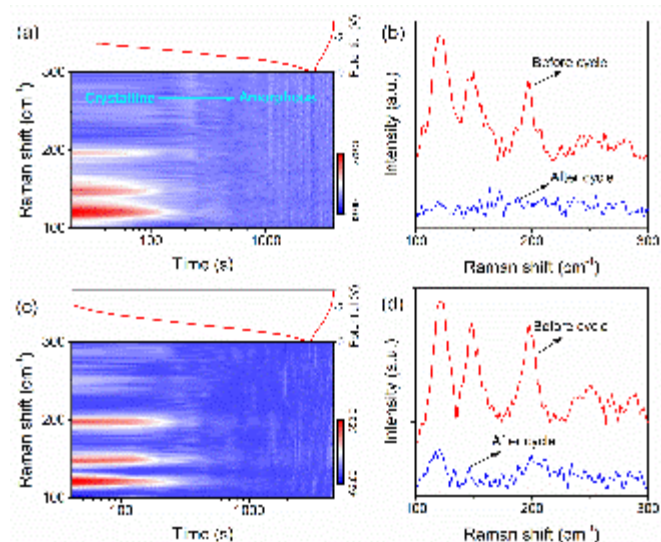 (a)
Raman shift (cm⁻¹)
300
200
100
Crystalline
Amorphous
100
1000
Time (s)
(b)
Intensity (a.u.)
Before cycle
After cycle
100
200
300
Raman shift (cm⁻¹)
(c)
Raman shift (cm⁻¹)
300
200
100
100
1000
Time (s)
(d)
Intensity (a.u.)
Before cycle
After cycle
100
200
300
Raman shift (cm⁻¹)